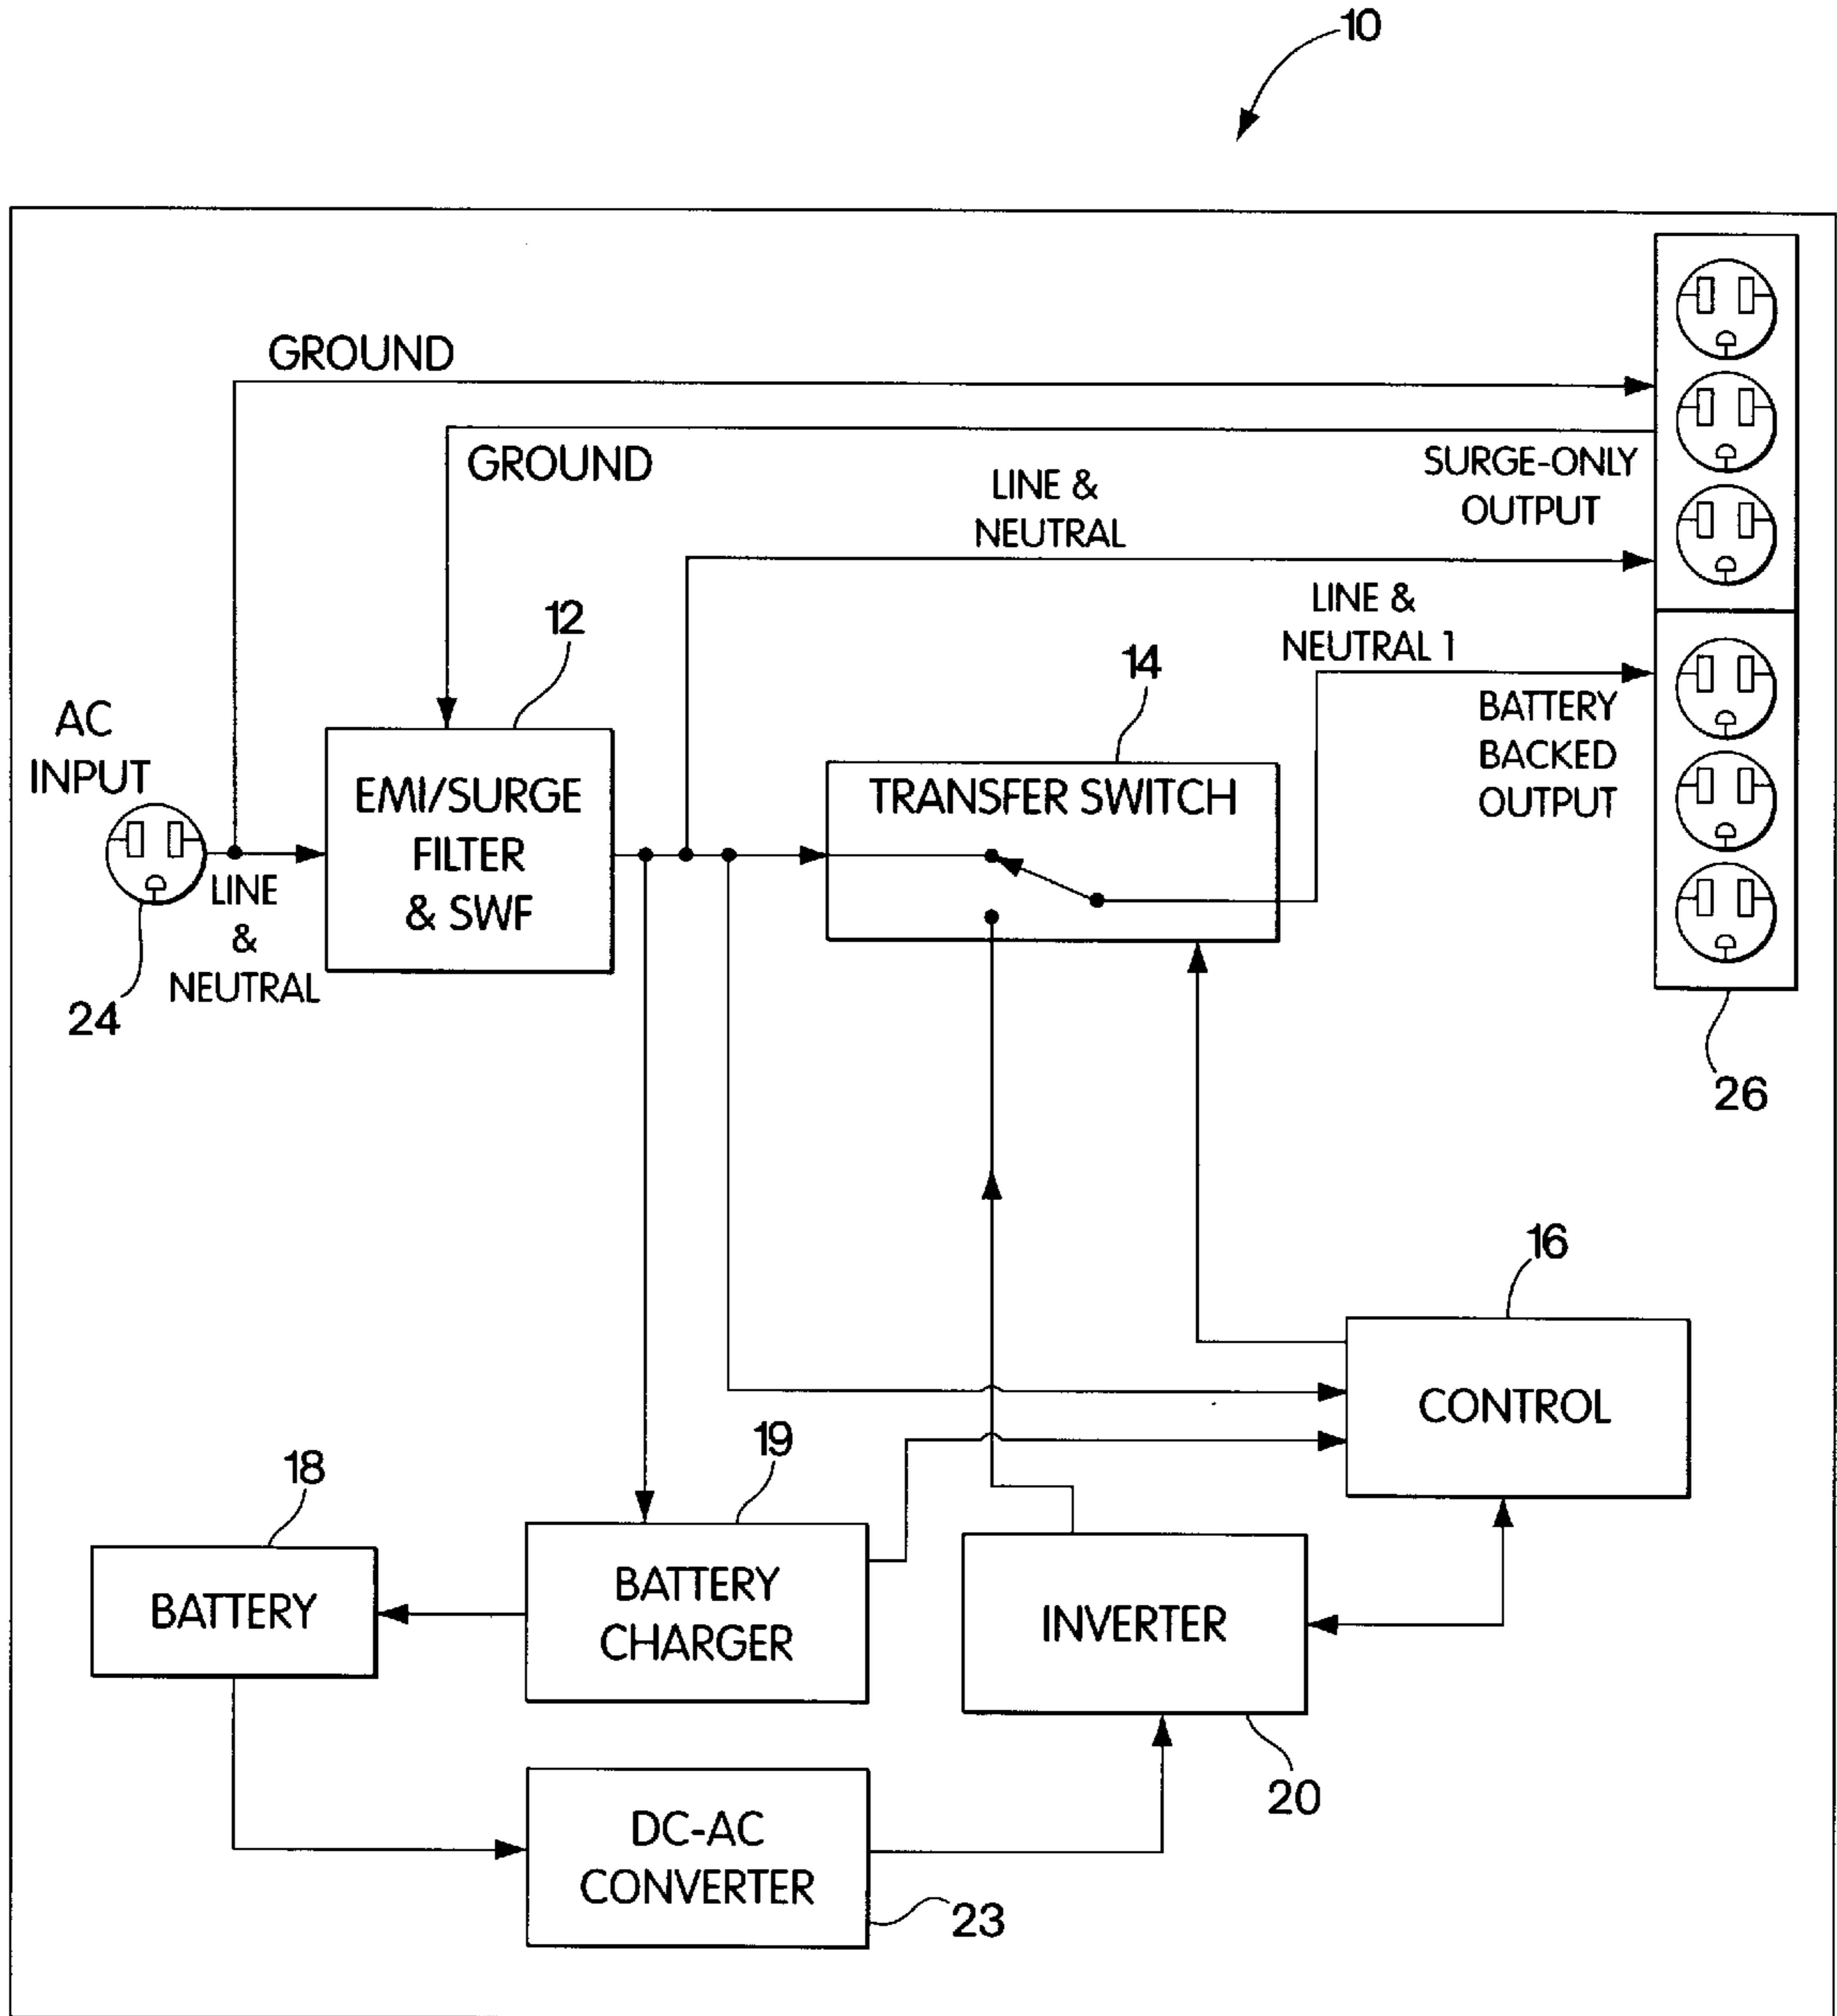 10
GROUND
GROUND
SURGE-ONLY
OUTPUT
LINE &
NEUTRAL
LINE &
NEUTRAL 1
12
14
AC
INPUT
EMI/SURGE
FILTER
& SWF
TRANSFER SWITCH
BATTERY
BACKED
OUTPUT
LINE
&
NEUTRAL
24
26
16
CONTROL
18
19
BATTERY
BATTERY
CHARGER
INVERTER
20
DC-AC
CONVERTER
23